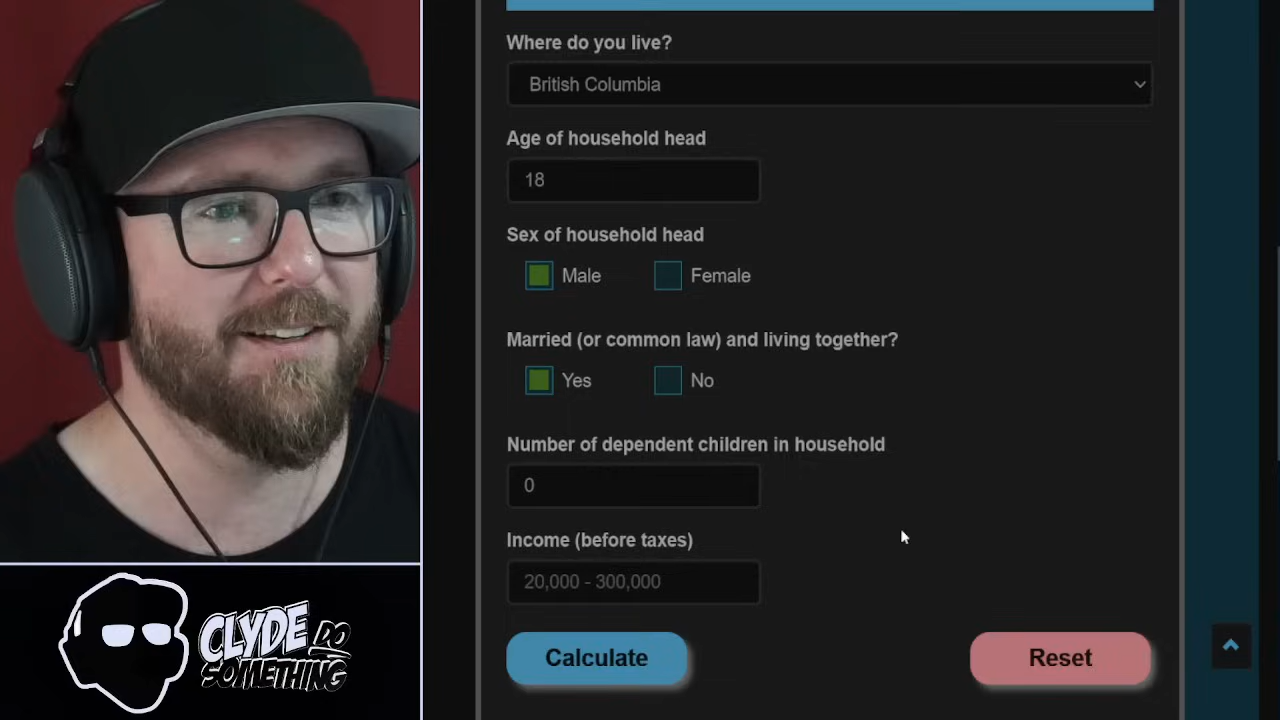 Where do you live?
British Columbia
Age of household head
18
Sex of household head
Male Female
Married (or common law) and living together?
Yes No
Number of dependent children in household
0
Income (before taxes)
20,000 - 300,000
Calculate Reset
CLYDE DO
SOMETHING